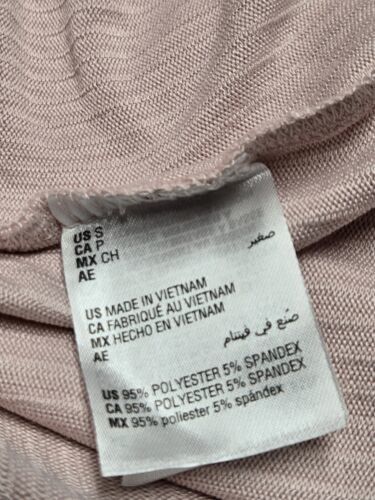 US S
CA P
MX CH
AE صغير
US MADE IN VIETNAM
CA FABRIQUÉ AU VIETNAM
MX HECHO EN VIETNAM
AE صنع في فيتنام
US 95% POLYESTER 5% SPANDEX
CA 95% POLYESTER 5% SPANDEX
MX 95% poliester 5% spándex